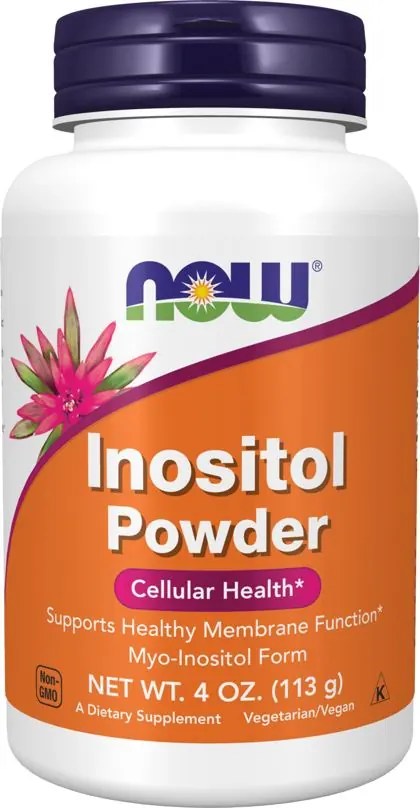 NOW®
Inositol
Powder
Cellular Health*
Supports Healthy Membrane Function*
Myo-Inositol Form
Non-
GMO
NET WT. 4 OZ. (113 g)
A Dietary Supplement Vegetarian/Vegan
K